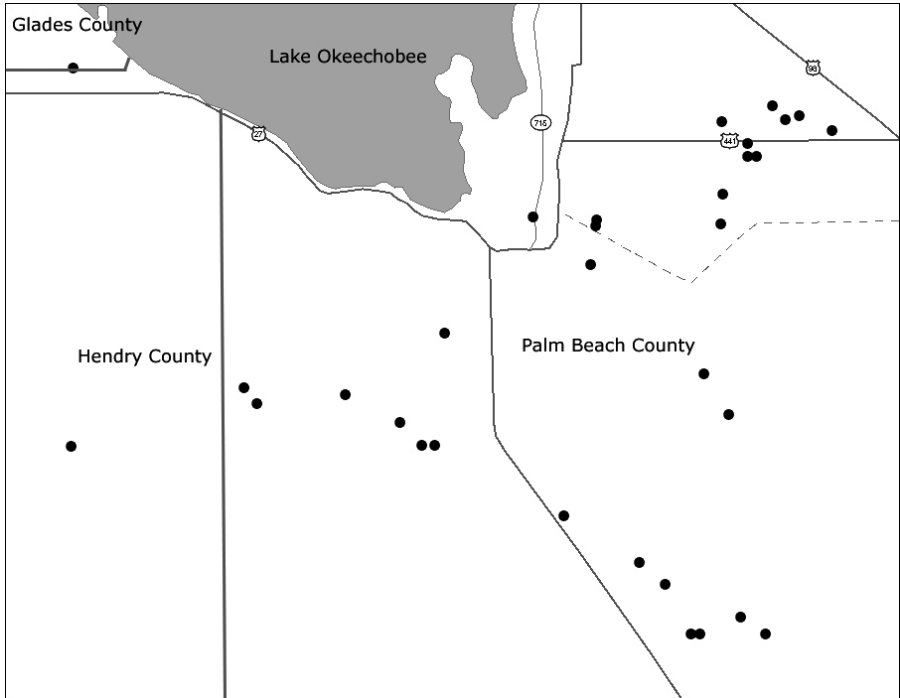 Glades County
Lake Okeechobee
98
715
27
441
Palm Beach County
Hendry County